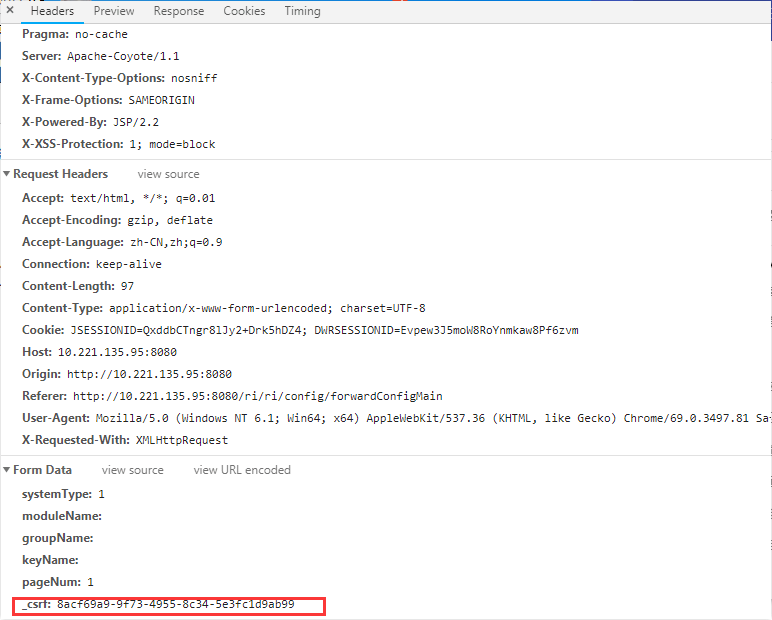 × Headers Preview Response Cookies Timing
Pragma: no-cache
Server: Apache-Coyote/1.1
X-Content-Type-Options: nosniff
X-Frame-Options: SAMEORIGIN
X-Powered-By: JSP/2.2
X-XSS-Protection: 1; mode=block
▼ Request Headers view source
Accept: text/html, */*; q=0.01
Accept-Encoding: gzip, deflate
Accept-Language: zh-CN,zh;q=0.9
Connection: keep-alive
Content-Length: 97
Content-Type: application/x-www-form-urlencoded; charset=UTF-8
Cookie: JSESSIONID=QxddbCTngr8lJy2+Drk5hDZ4; DWRSESSIONID=Evpew3J5moW8RoYnmkaw8Pf6zvm
Host: 10.221.135.95:8080
Origin: http://10.221.135.95:8080
Referer: http://10.221.135.95:8080/ri/ri/config/forwardConfigMain
User-Agent: Mozilla/5.0 (Windows NT 6.1; Win64; x64) AppleWebKit/537.36 (KHTML, like Gecko) Chrome/69.0.3497.81 Sa
X-Requested-With: XMLHttpRequest
▼ Form Data view source view URL encoded
systemType: 1
moduleName:
groupName:
keyName:
pageNum: 1
_csrf: 8acf69a9-9f73-4955-8c34-5e3fc1d9ab99